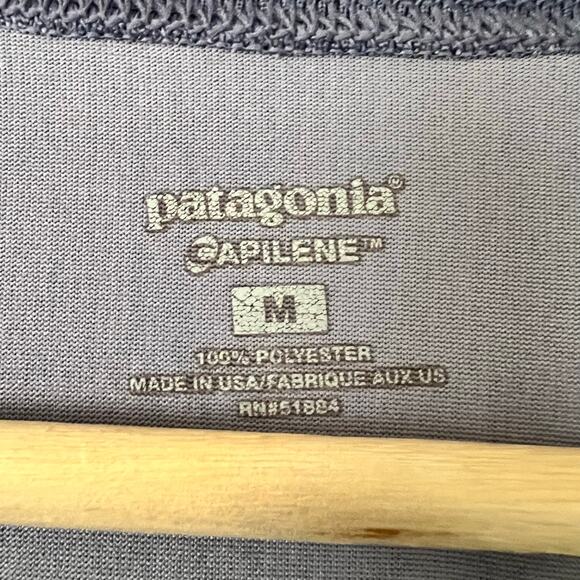 patagonia®
CAPILENE™
M
100% POLYESTER
MADE IN USA/FABRIQUE AUX US
RN#51884